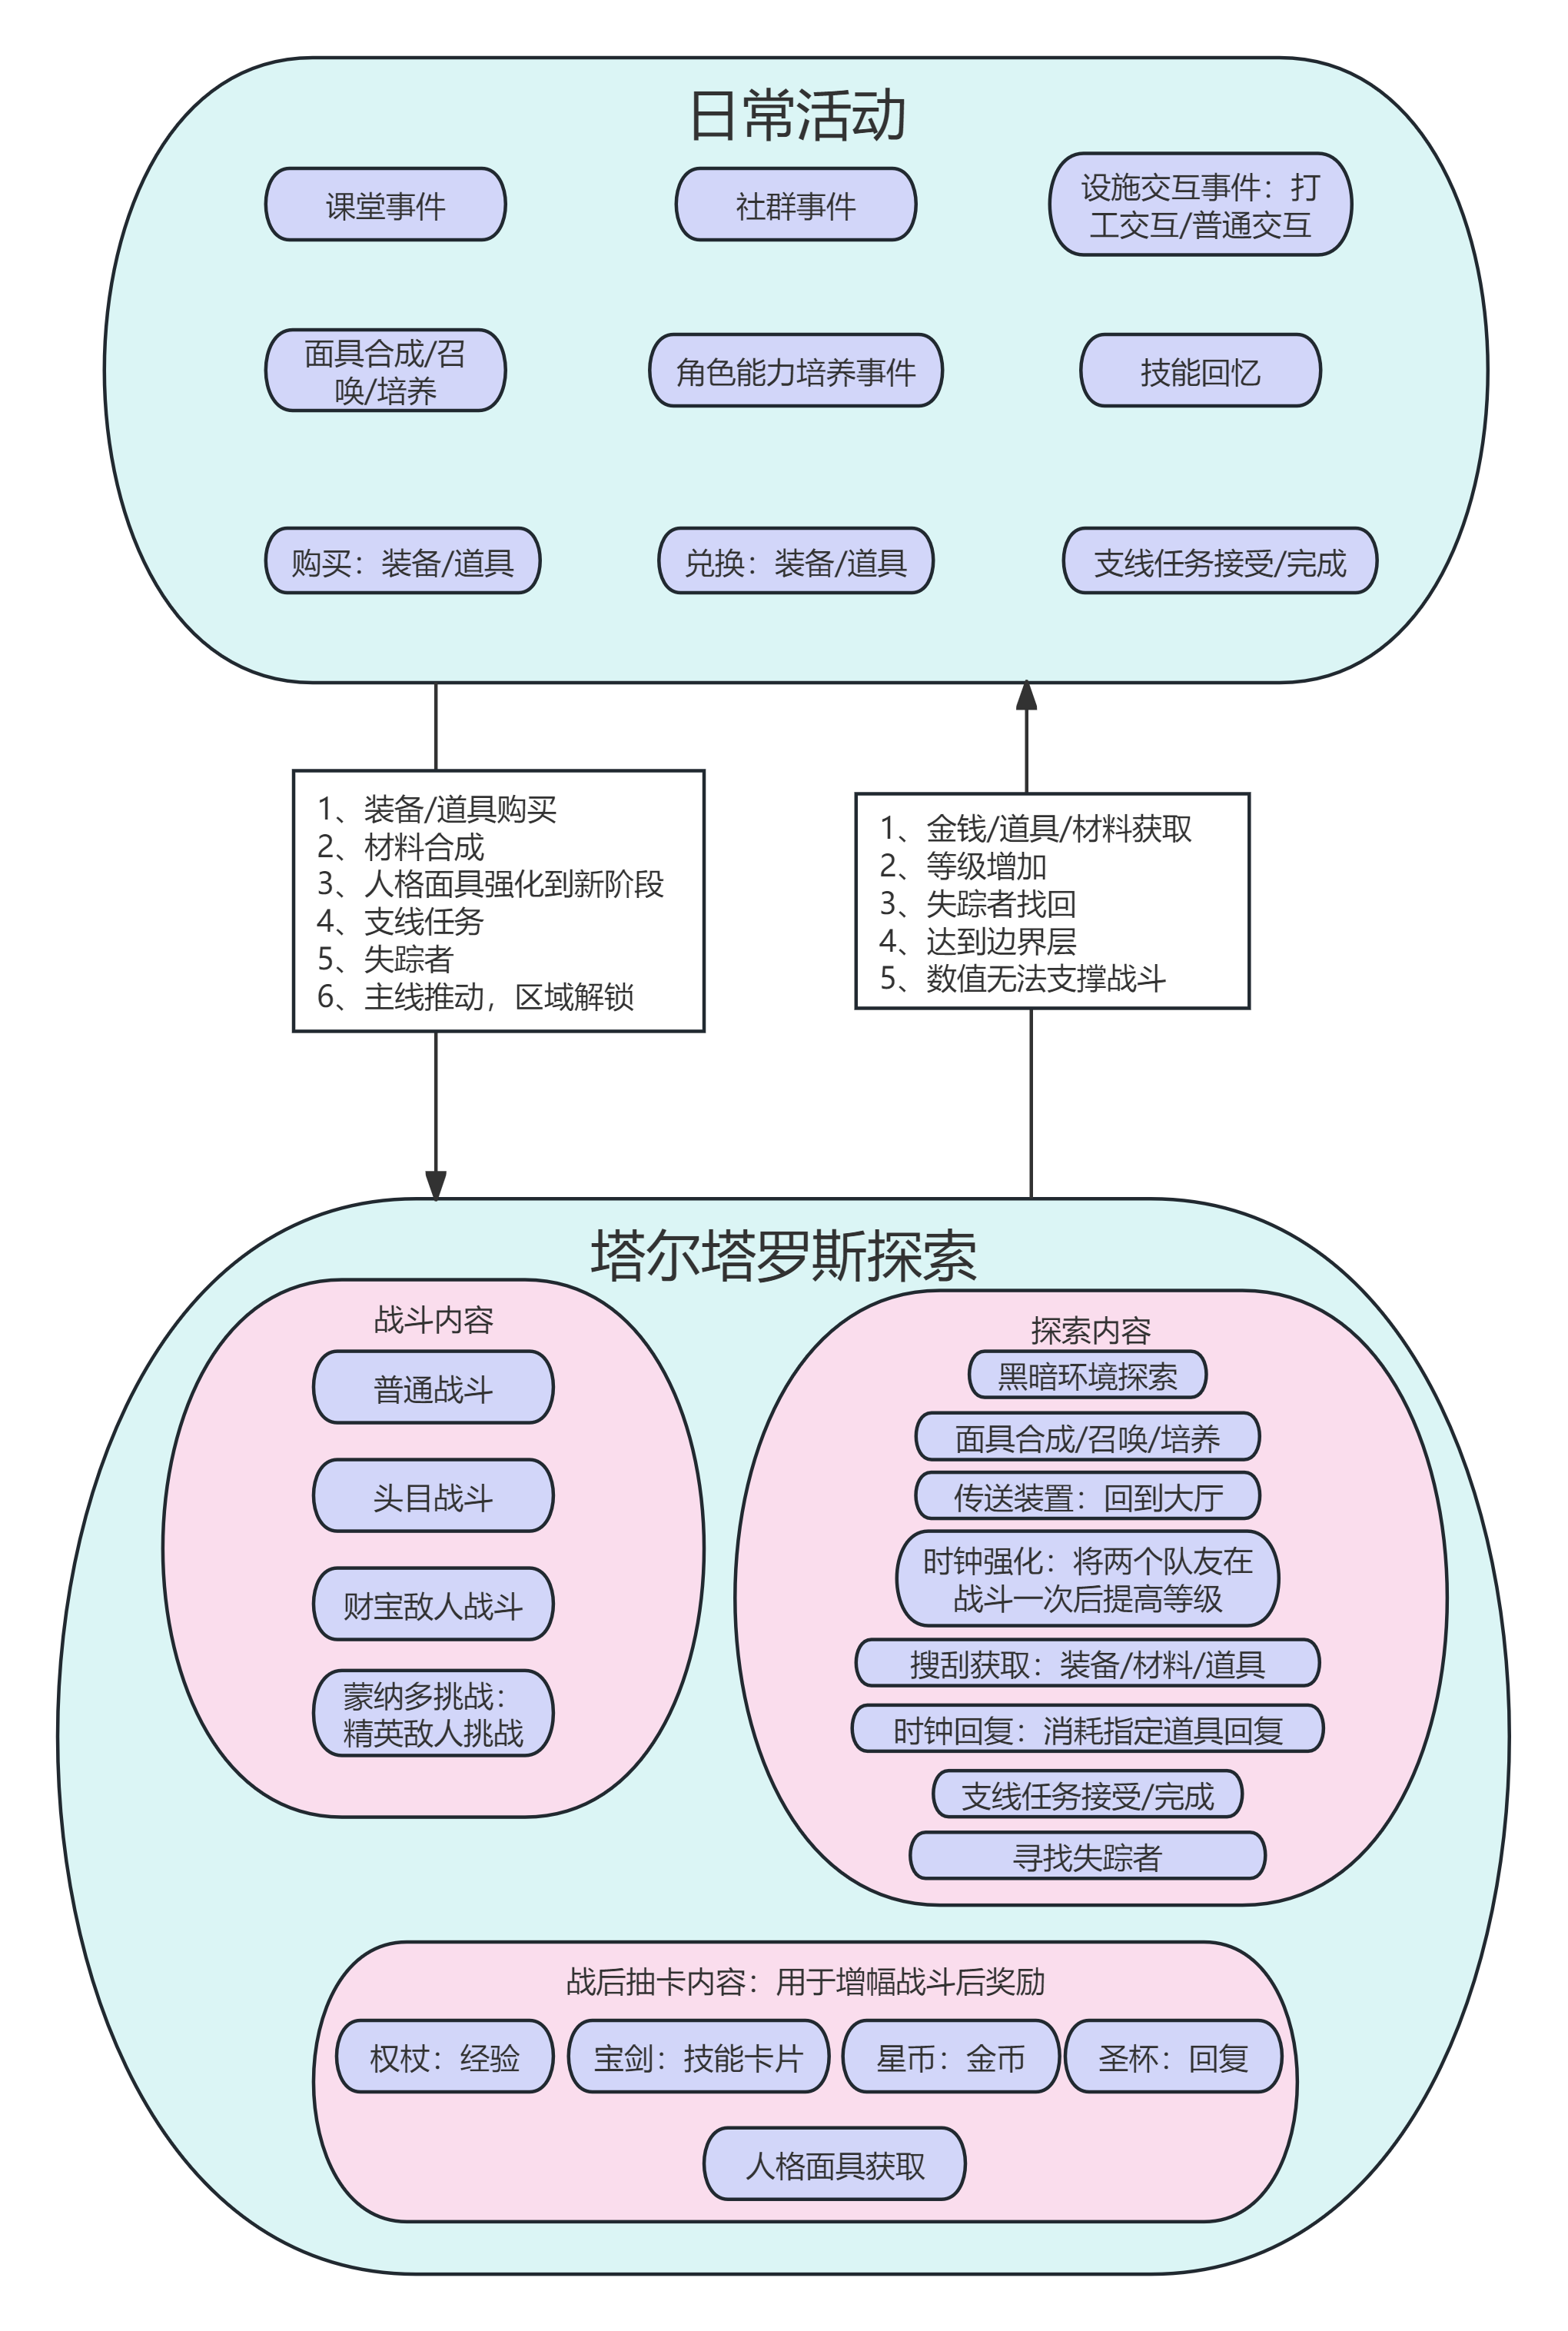 日常活动
课堂事件
社群事件
设施交互事件：打
工交互/普通交互
面具合成/召
唤/培养
角色能力培养事件
技能回忆
购买：装备/道具
兑换：装备/道具
支线任务接受/完成
1、装备/道具购买
2、材料合成
3、人格面具强化到新阶段
4、支线任务
5、失踪者
6、主线推动，区域解锁
1、金钱/道具/材料获取
2、等级增加
3、失踪者找回
4、达到边界层
5、数值无法支撑战斗
塔尔塔罗斯探索
战斗内容
普通战斗
头目战斗
财宝敌人战斗
蒙纳多挑战：
精英敌人挑战
探索内容
黑暗环境探索
面具合成/召唤/培养
传送装置：回到大厅
时钟强化：将两个队友在
战斗一次后提高等级
搜刮获取：装备/材料/道具
时钟回复：消耗指定道具回复
支线任务接受/完成
寻找失踪者
战后抽卡内容：用于增幅战斗后奖励
权杖：经验
宝剑：技能卡片
星币：金币
圣杯：回复
人格面具获取